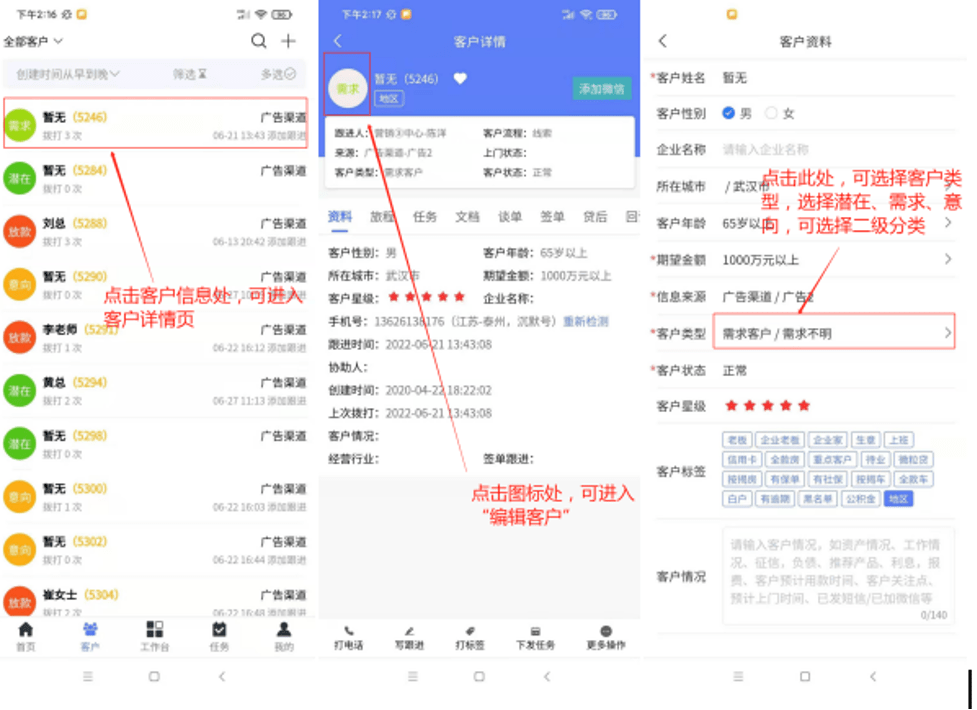 下午2:16
全部客户
创建时间从早到晚
筛选
多选
需求
暂无 (5246)
广告渠道
拨打 3 次
06-21 13:43 添加跟进
潜在
暂无 (5284)
广告渠道
拨打 0 次
放款
刘总 (5288)
广告渠道
拨打 3 次
06-13 20:42 添加跟进
意向
暂无 (5290)
广告渠道
拨打 0 次
添加跟进
点击客户信息处，可进入
客户详情页
放款
李老师 (5291)
广告渠道
拨打 1 次
06-22 16:12 添加跟进
潜在
黄总 (5294)
广告渠道
拨打 2 次
06-27 11:13 添加跟进
潜在
暂无 (5298)
广告渠道
拨打 0 次
意向
暂无 (5300)
广告渠道
拨打 1 次
06-22 16:03 添加跟进
意向
暂无 (5302)
广告渠道
拨打 0 次
06-22 16:44 添加跟进
放款
崔女士 (5304)
广告渠道
拨打 2 次
06-22 16:48 添加跟进
首页
客户
工作台
任务
我的
下午2:17
客户详情
需求
暂无 (5246)
地区
添加微信
跟进人：营销③中心-陈洋
客户流程：线索
来源：广告渠道-广告2
上门状态：
客户类型：需求客户
客户状态：正常
资料 旅程 任务 文档 谈单 签单 贷后 回
客户性别：男
客户年龄：65岁以上
所在城市：武汉市
期望金额：1000万元以上
客户星级：★★★★★
企业名称：
手机号：13626138176（江苏-泰州，沉默号）重新检测
跟进时间：2022-06-21 13:43:08
协助人：
创建时间：2020-04-22 18:22:02
上次拨打：2022-06-21 13:43:08
客户情况：
经营行业：
签单跟进：
点击图标处，可进入
“编辑客户”
打电话
写跟进
打标签
下发任务
更多操作
客户资料
*客户姓名 暂无
客户性别 男 女
企业名称 请输入企业名称
所在城市 / 武汉市
点击此处，可选择客户类
型，选择潜在、需求、意
向，可选择二级分类
客户年龄 65岁以上
*期望金额 1000万元以上
*信息来源 广告渠道 / 广告2
*客户类型 需求客户 / 需求不明
*客户状态 正常
客户星级 ★★★★★
客户标签
老板 企业老板 企业家 生意 上班
信用卡 全款房 重点客户 待业 微粒贷
按揭房 有保单 有社保 按揭车 全款车
白户 有逾期 黑名单 公积金 地区
客户情况
请输入客户情况，如资产情况、工作情
况、征信，负债、推荐产品、利息，报
费、客户预计用款时间、客户关注点、
预计上门时间、已发短信/已加微信等
0/140